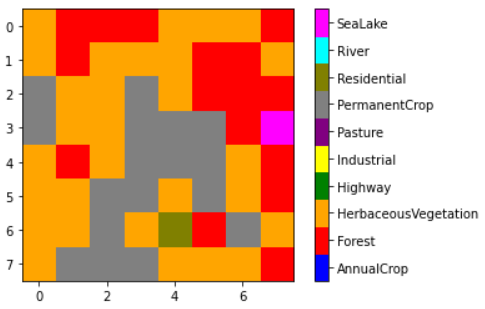 0
1
2
3
4
5
6
7
0 2 4 6
SeaLake
River
Residential
PermanentCrop
Pasture
Industrial
Highway
HerbaceousVegetation
Forest
AnnualCrop